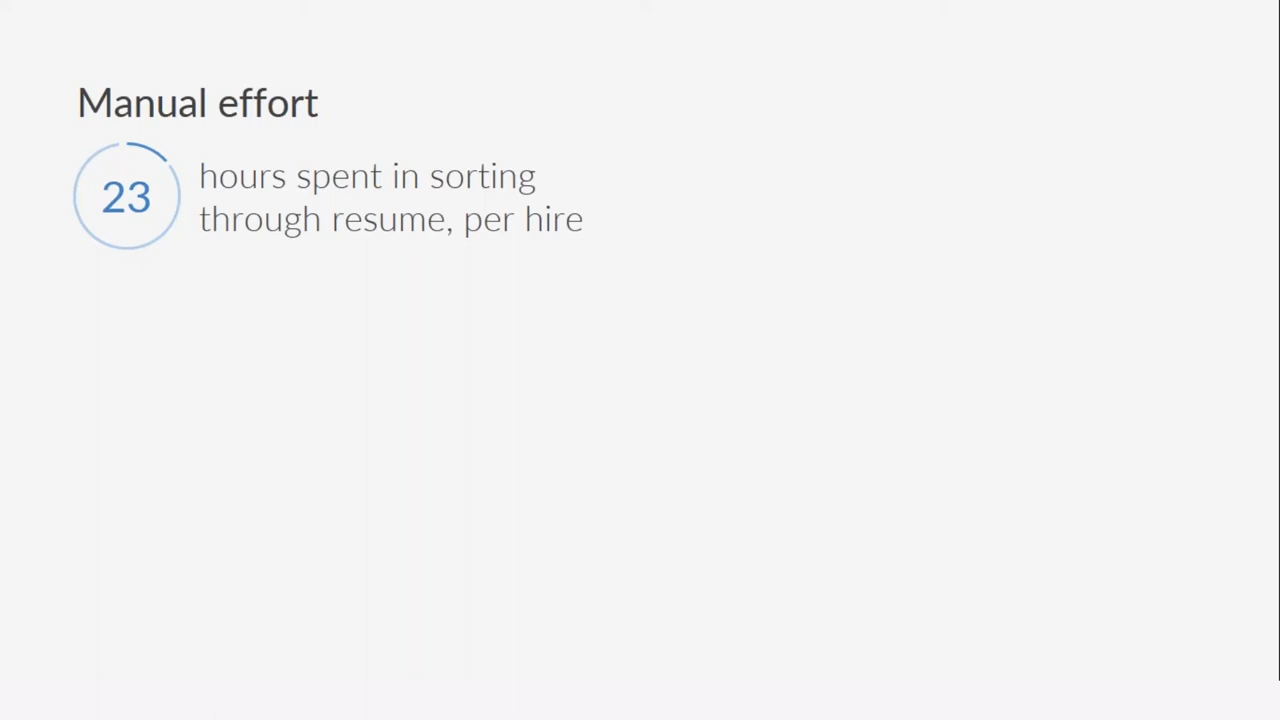 Manual effort
23
hours spent in sorting
through resume, per hire